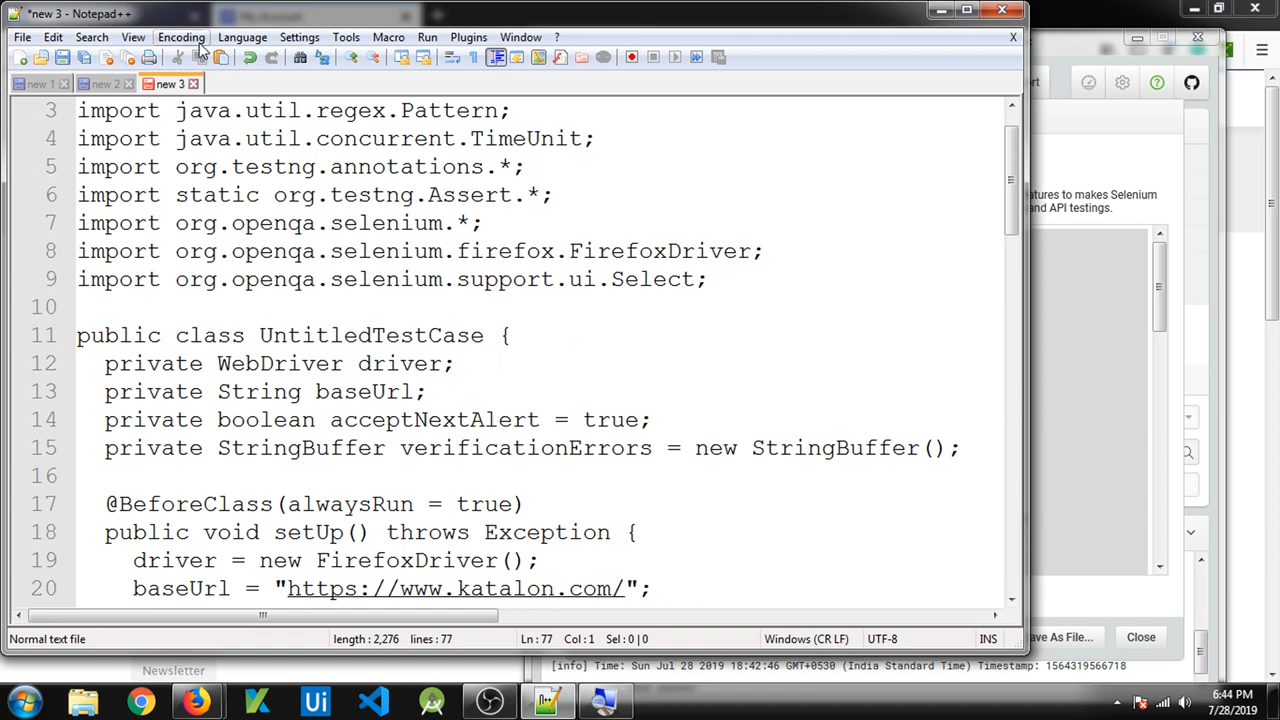 *new 3 - Notepad++
File Edit Search View Encoding Language Settings Tools Macro Run Plugins Window ? X
new 1 new 2 new 3
3 import java.util.regex.Pattern;
4 import java.util.concurrent.TimeUnit;
5 import org.testng.annotations.*;
6 import static org.testng.Assert.*;
7 import org.openqa.selenium.*;
8 import org.openqa.selenium.firefox.FirefoxDriver;
9 import org.openqa.selenium.support.ui.Select;
10
11 public class UntitledTestCase {
12 private WebDriver driver;
13 private String baseUrl;
14 private boolean acceptNextAlert = true;
15 private StringBuffer verificationErrors = new StringBuffer();
16
17 @BeforeClass(alwaysRun = true)
18 public void setUp() throws Exception {
19 driver = new FirefoxDriver();
20 baseUrl = "https://www.katalon.com/";
Normal text file length : 2,276 lines : 77 Ln : 77 Col : 1 Sel : 0 | 0 Windows (CR LF) UTF-8 INS
ort
atures to makes Selenium
and API testings.
ave As File... Close
[info] Time: Sun Jul 28 2019 18:42:46 GMT+0530 (India Standard Time) Timestamp: 1564319566718
Newsletter
Ui
6:44 PM
7/28/2019